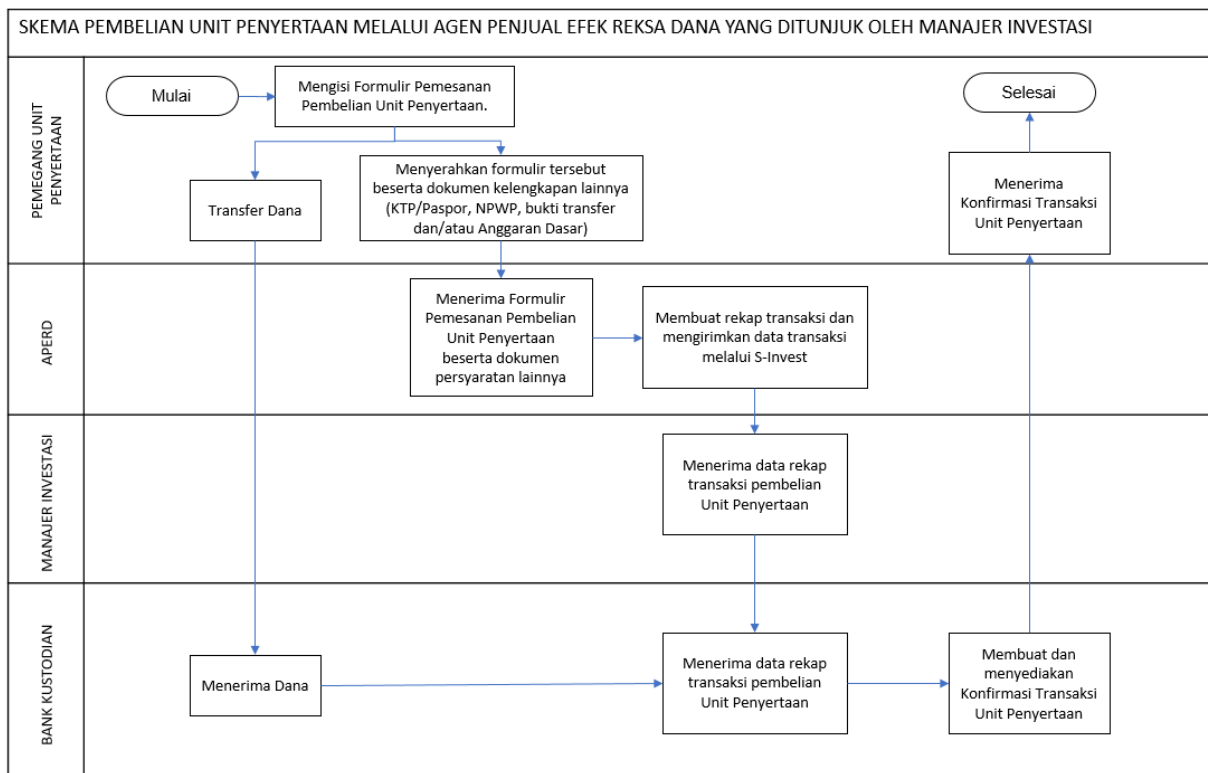 SKEMA PEMBELIAN UNIT PENYERTAAN MELALUI AGEN PENJUAL EFEK REKSA DANA YANG DITUNJUK OLEH MANAJER INVESTASI
PEMEGANG UNIT
PENYERTAAN
Mulai
Mengisi Formulir Pemesanan
Pembelian Unit Penyertaan.
Selesai
Transfer Dana
Menyerahkan formulir tersebut
beserta dokumen kelengkapan lainnya
(KTP/Paspor, NPWP, bukti transfer
dan/atau Anggaran Dasar)
Menerima
Konfirmasi Transaksi
Unit Penyertaan
APERD
Menerima Formulir
Pemesanan Pembelian
Unit Penyertaan
beserta dokumen
persyaratan lainnya
Membuat rekap transaksi dan
mengirimkan data transaksi
melalui S-Invest
MANAJER INVESTASI
Menerima data rekap
transaksi pembelian
Unit Penyertaan
BANK KUSTODIAN
Menerima Dana
Menerima data rekap
transaksi pembelian
Unit Penyertaan
Membuat dan
menyediakan
Konfirmasi Transaksi
Unit Penyertaan